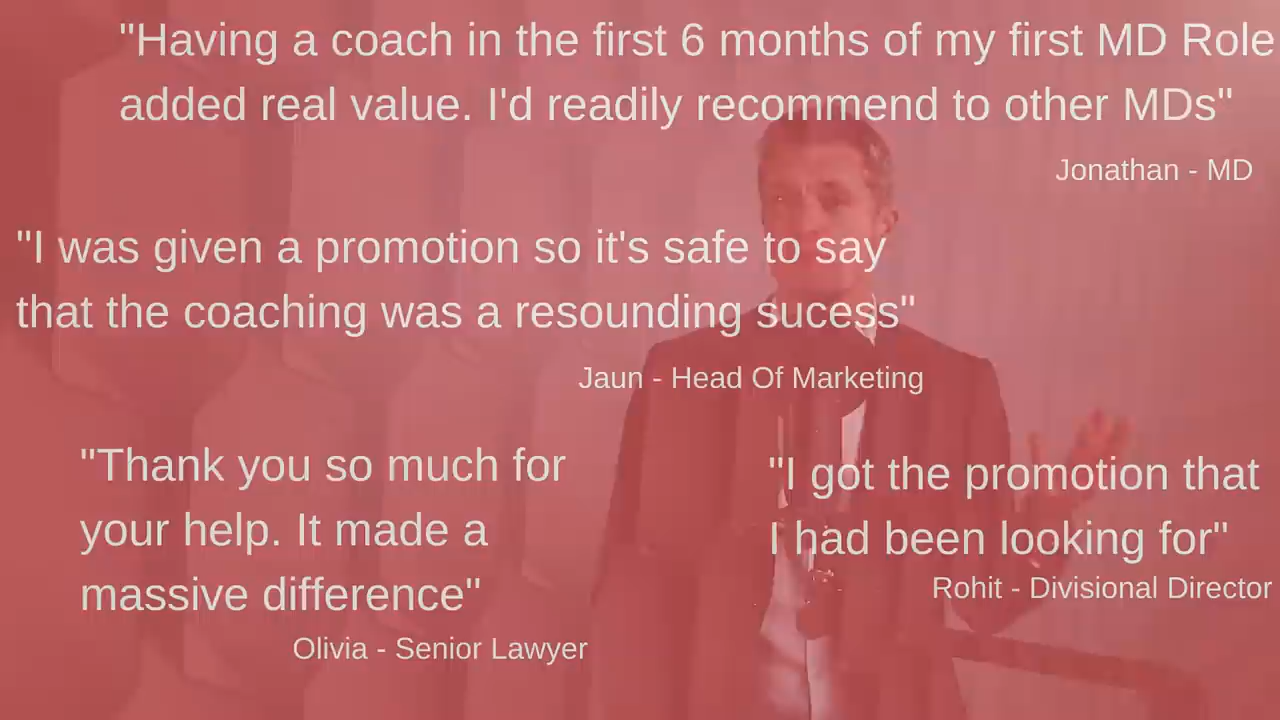 "Having a coach in the first 6 months of my first MD Role
added real value. I'd readily recommend to other MDs"
Jonathan - MD
"I was given a promotion so it's safe to say
that the coaching was a resounding sucess"
Jaun - Head Of Marketing
"Thank you so much for
your help. It made a
massive difference"
Olivia - Senior Lawyer
"I got the promotion that
I had been looking for"
Rohit - Divisional Director